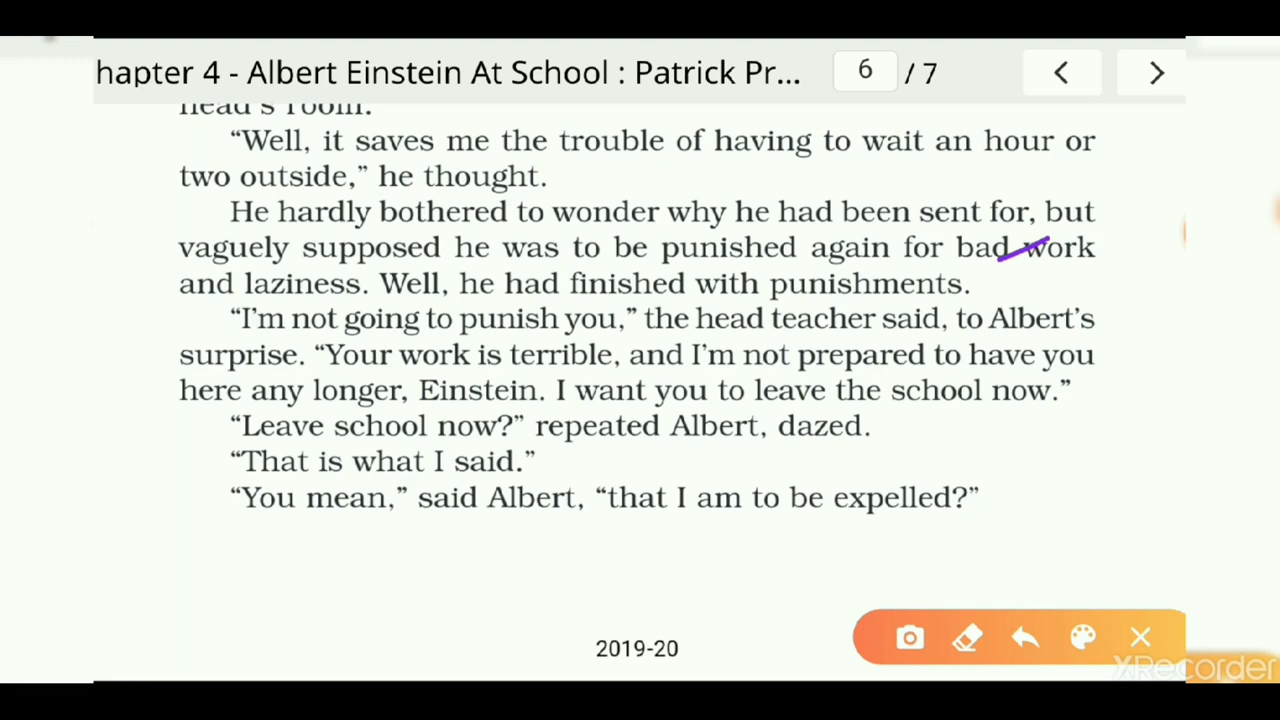 hapter 4 - Albert Einstein At School : Patrick Pr... 6 / 7
head's room.
“Well, it saves me the trouble of having to wait an hour or
two outside,” he thought.
He hardly bothered to wonder why he had been sent for, but
vaguely supposed he was to be punished again for bad work
and laziness. Well, he had finished with punishments.
“I'm not going to punish you,” the head teacher said, to Albert's
surprise. “Your work is terrible, and I'm not prepared to have you
here any longer, Einstein. I want you to leave the school now.”
“Leave school now?” repeated Albert, dazed.
“That is what I said.”
“You mean,” said Albert, “that I am to be expelled?”
2019-20
XRecorder